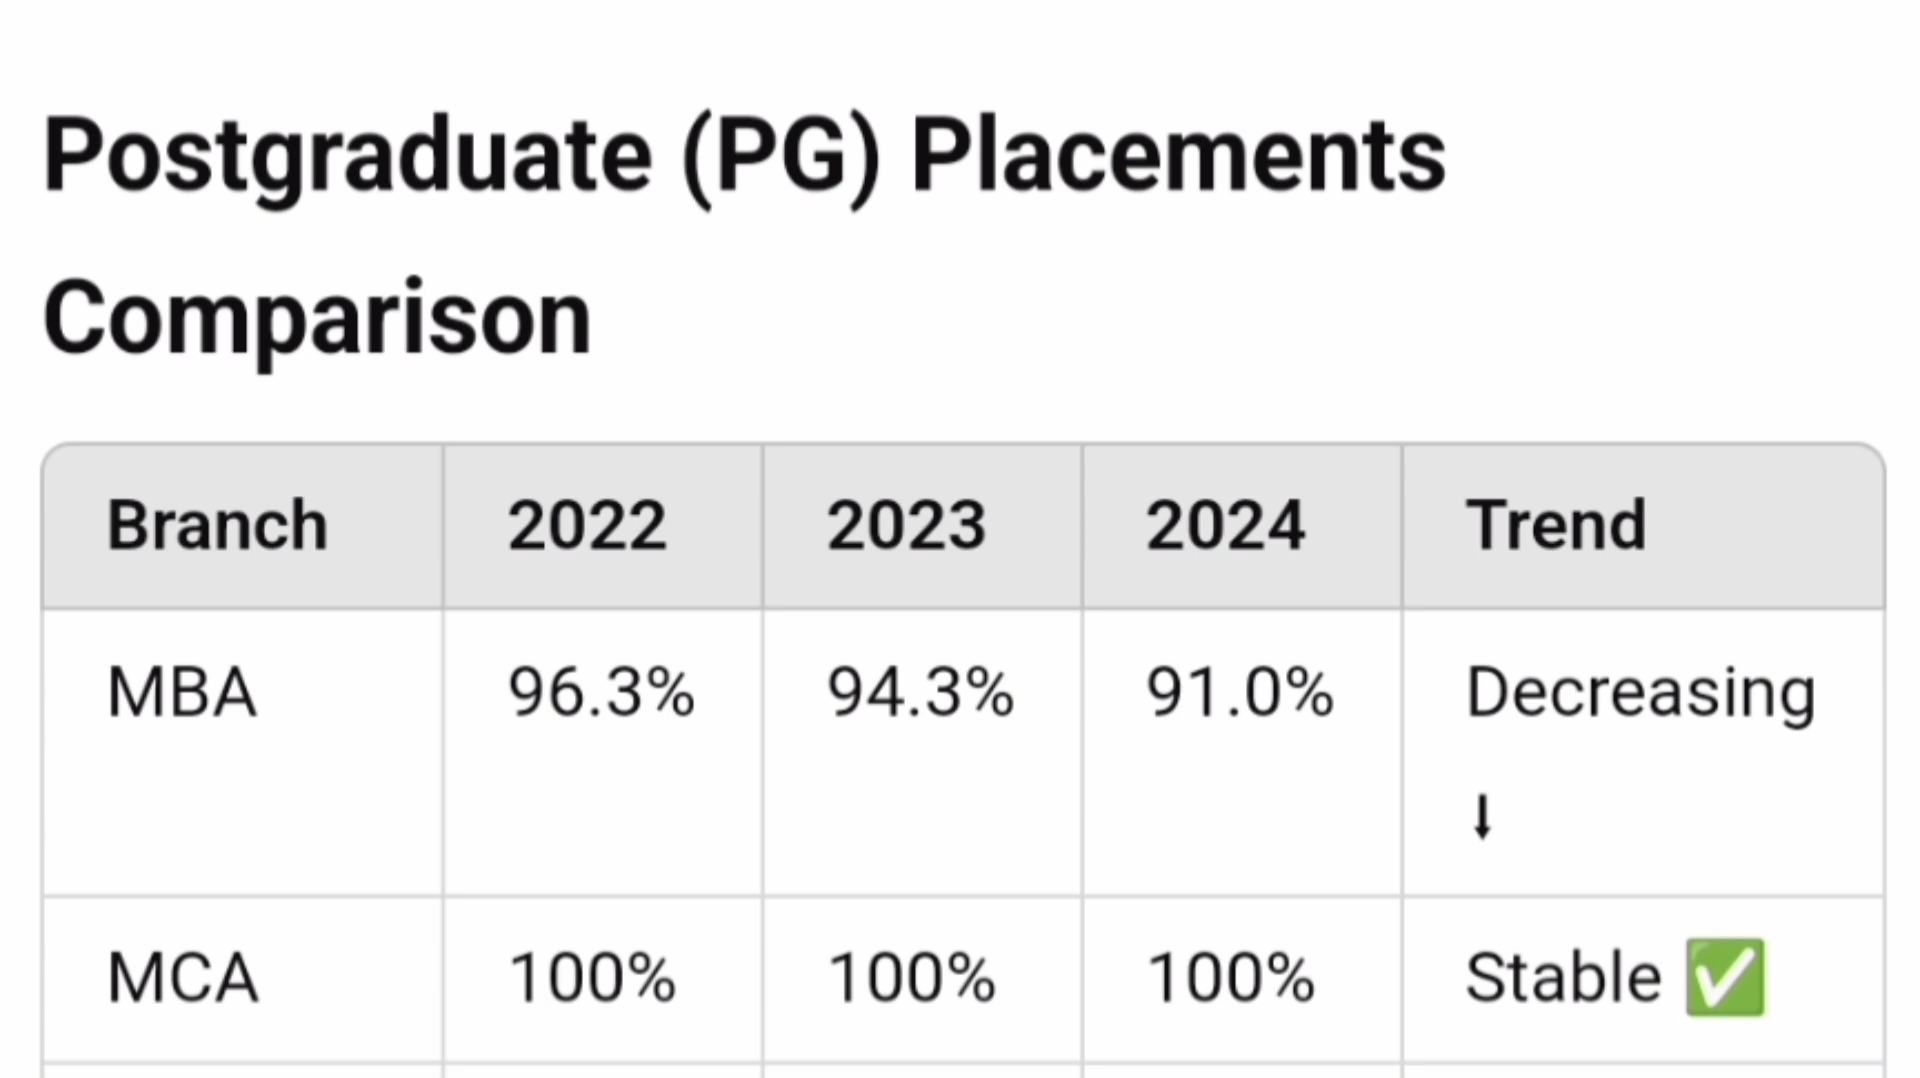 Postgraduate (PG) Placements
Comparison
Branch 2022 2023 2024 Trend
MBA 96.3% 94.3% 91.0% Decreasing
⬇
MCA 100% 100% 100% Stable ✅